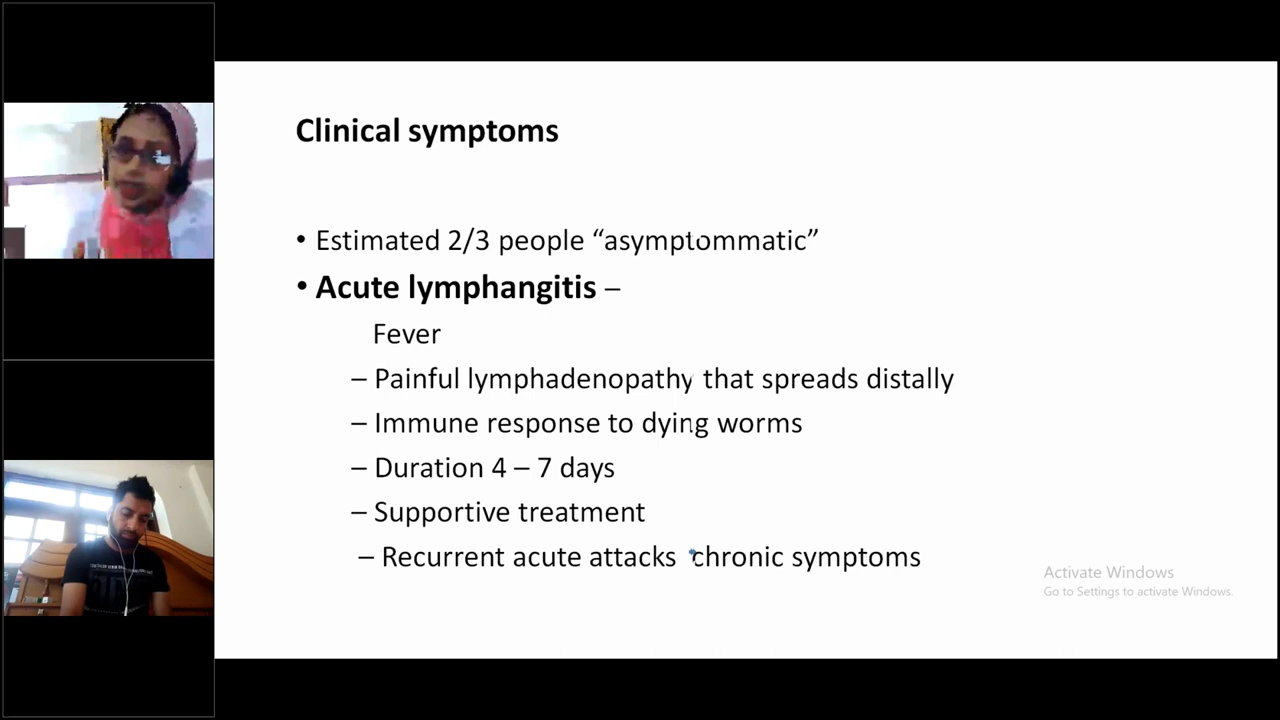 Clinical symptoms
• Estimated 2/3 people “asymptommatic”
• Acute lymphangitis –
Fever
– Painful lymphadenopathy that spreads distally
– Immune response to dying worms
– Duration 4 – 7 days
– Supportive treatment
– Recurrent acute attacks chronic symptoms
Activate Windows
Go to Settings to activate Windows.